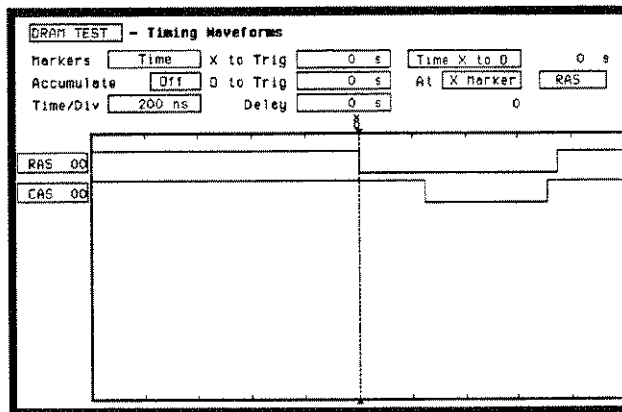 DRAM TEST - Timing Waveforms
Markers Time X to Trig 0 s Time X to O 0 s
Accumulate Off O to Trig 0 s At X Marker RAS
Time/Div 200 ns Delay 0 s 0
X
O
RAS 00
CAS 00